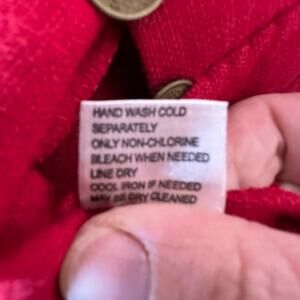 HAND WASH COLD
SEPARATELY
ONLY NON-CHLORINE
BLEACH WHEN NEEDED
LINE DRY
COOL IRON IF NEEDED
MAY BE DRY CLEANED